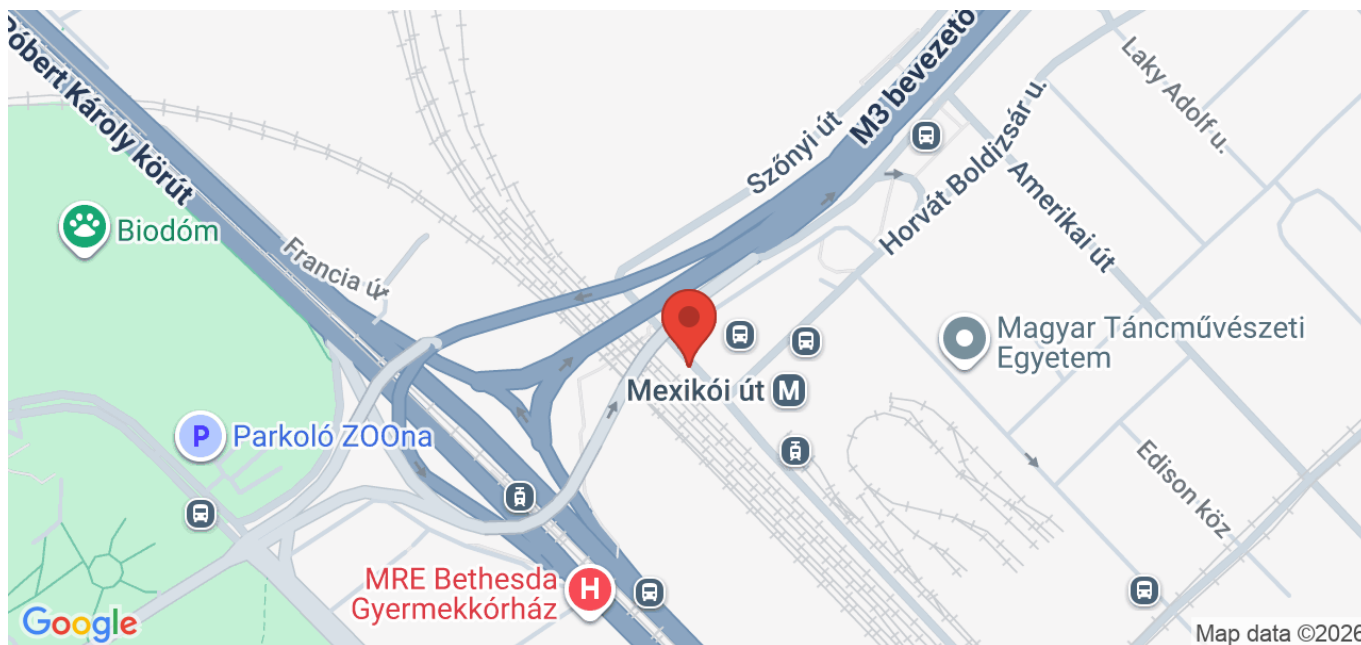 Róbert Károly körút
M3 bevezető
Laky Adolf u.
Szőnyi út
Horvát Boldizsár u.
Amerikai út
Biodóm
Francia út
Magyar Táncművészeti
Egyetem
Mexikói út M
P Parkoló ZOOna
Edison köz
MRE Bethesda
Gyermekkórház
H
Google
Map data ©2026